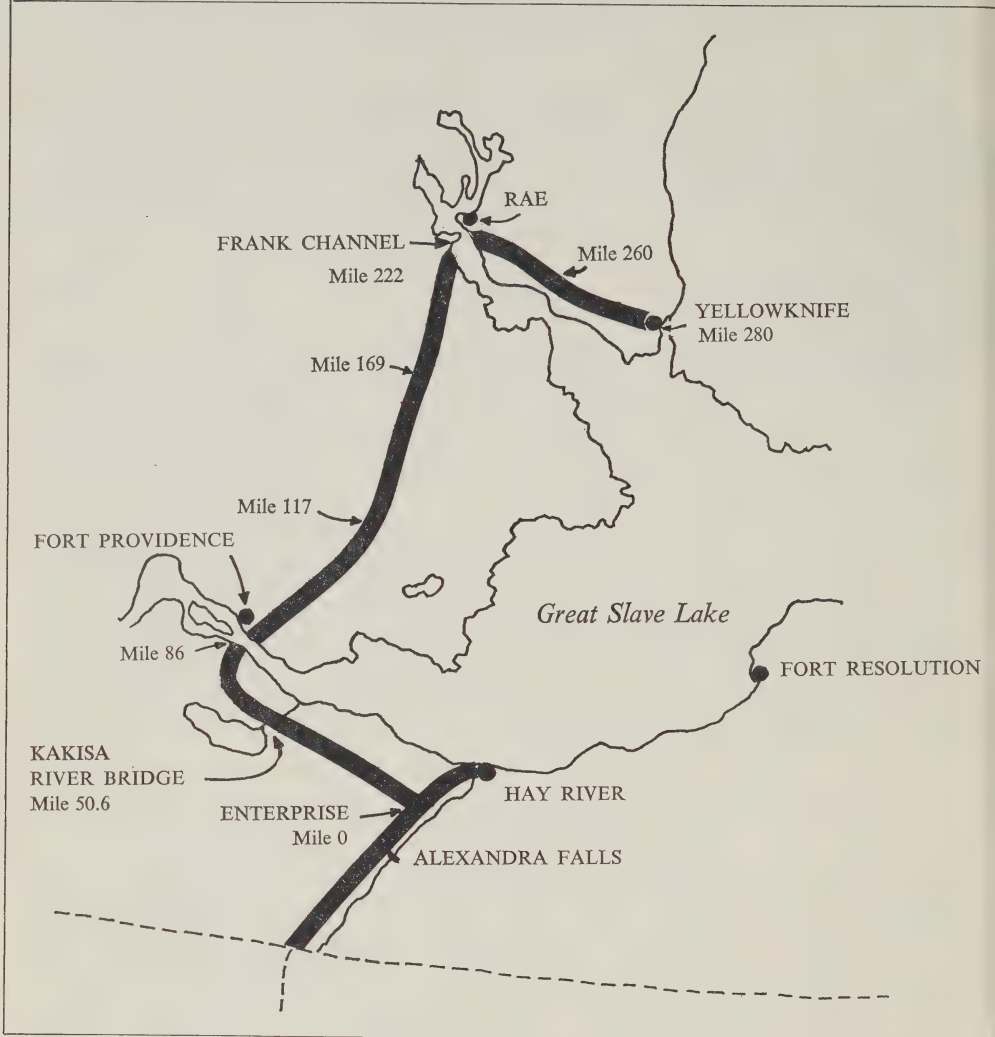 RAE
FRANK CHANNEL
Mile 222
Mile 260
YELLOWKNIFE
Mile 280
Mile 169
Mile 117
FORT PROVIDENCE
Great Slave Lake
Mile 86
FORT RESOLUTION
KAKISA
RIVER BRIDGE
Mile 50.6
HAY RIVER
ENTERPRISE
Mile 0
ALEXANDRA FALLS